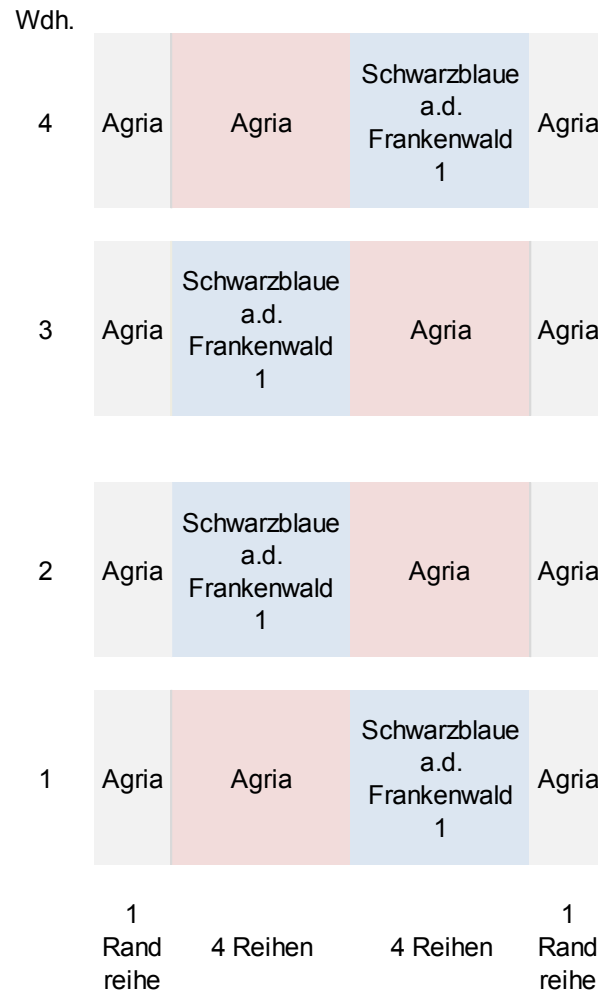 Wdh.
Schwarzblaue
a.d.
4 Agria Agria Frankenwald Agria
1
Schwarzblaue
a.d.
3 Agria Frankenwald Agria Agria
1
Schwarzblaue
a.d.
2 Agria Frankenwald Agria Agria
1
Schwarzblaue
a.d.
1 Agria Agria Frankenwald Agria
1
1 1
Rand 4 Reihen 4 Reihen Rand
reihe reihe